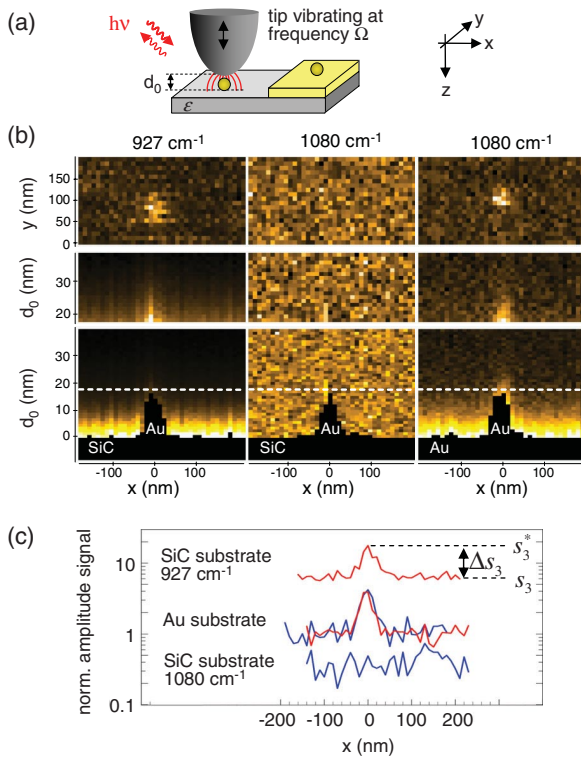 (a)
hν
tip vibrating at
frequency Ω
d₀
ε
y
x
z
(b)
927 cm⁻¹ 1080 cm⁻¹ 1080 cm⁻¹
y (nm)
150
100
50
0
d₀ (nm)
30
20
d₀ (nm)
30
20
10
0
Au Au Au
SiC SiC Au
-100 0 100 -100 0 100 -100 0 100
x (nm) x (nm) x (nm)
(c)
norm. amplitude signal
10
1
0.1
SiC substrate
927 cm⁻¹
Au substrate
SiC substrate
1080 cm⁻¹
s₃*
Δs₃
s₃
-200 -100 0 100 200
x (nm)